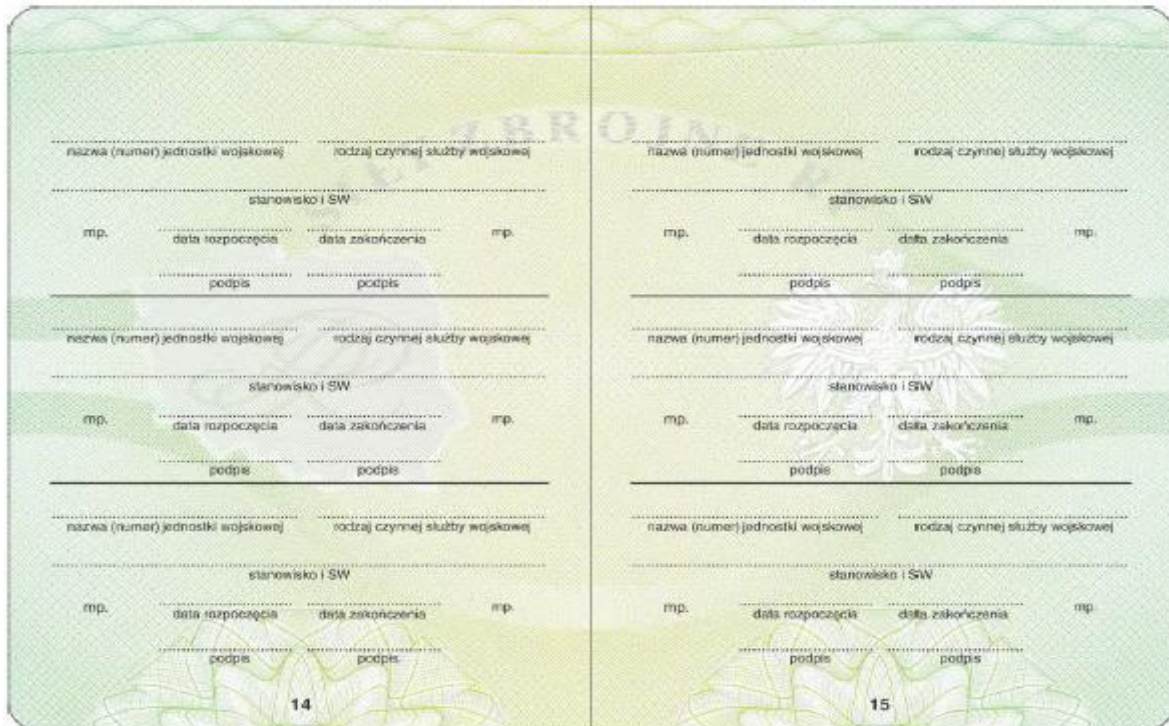 nazwa (numer) jednostki wojskowej rodzaj czynnej służby wojskowej
stanowisko i SW
mp. data rozpoczęcia data zakończenia mp.
podpis podpis
nazwa (numer) jednostki wojskowej rodzaj czynnej służby wojskowej
stanowisko i SW
mp. data rozpoczęcia data zakończenia mp.
podpis podpis
nazwa (numer) jednostki wojskowej rodzaj czynnej służby wojskowej
stanowisko i SW
mp. data rozpoczęcia data zakończenia mp.
podpis podpis
14
ZBROJNE
nazwa (numer) jednostki wojskowej rodzaj czynnej służby wojskowej
stanowisko i SW
mp. data rozpoczęcia data zakończenia mp.
podpis podpis
nazwa (numer) jednostki wojskowej rodzaj czynnej służby wojskowej
stanowisko i SW
mp. data rozpoczęcia data zakończenia mp.
podpis podpis
nazwa (numer) jednostki wojskowej rodzaj czynnej służby wojskowej
stanowisko i SW
mp. data rozpoczęcia data zakończenia mp.
podpis podpis
15